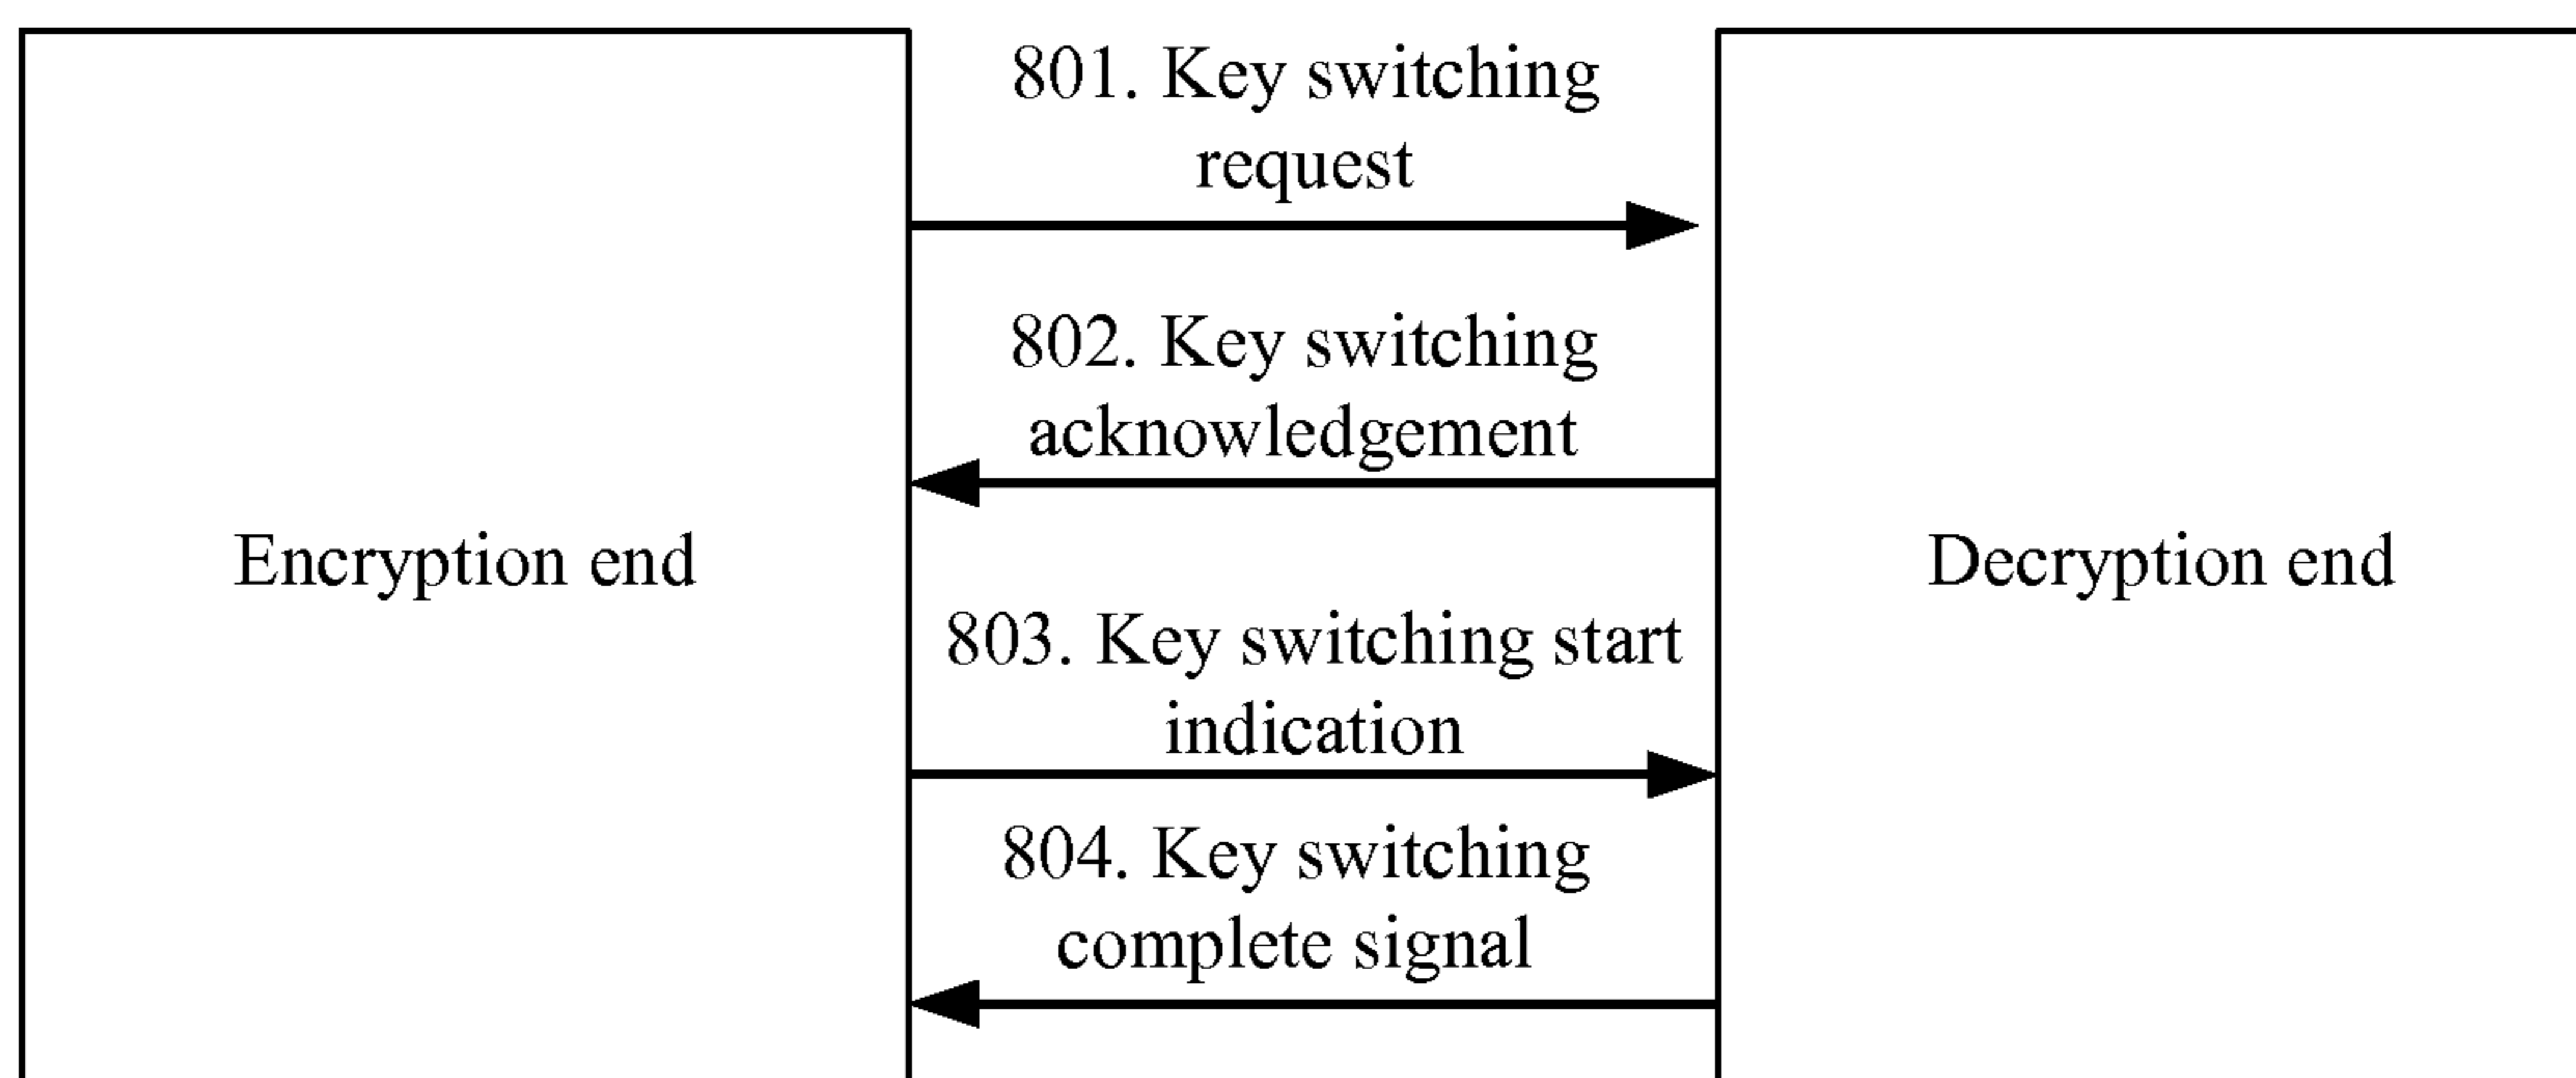 801. Key switching
request
802. Key switching
acknowledgement
Encryption end
Decryption end
803. Key switching start
indication
804. Key switching
complete signal